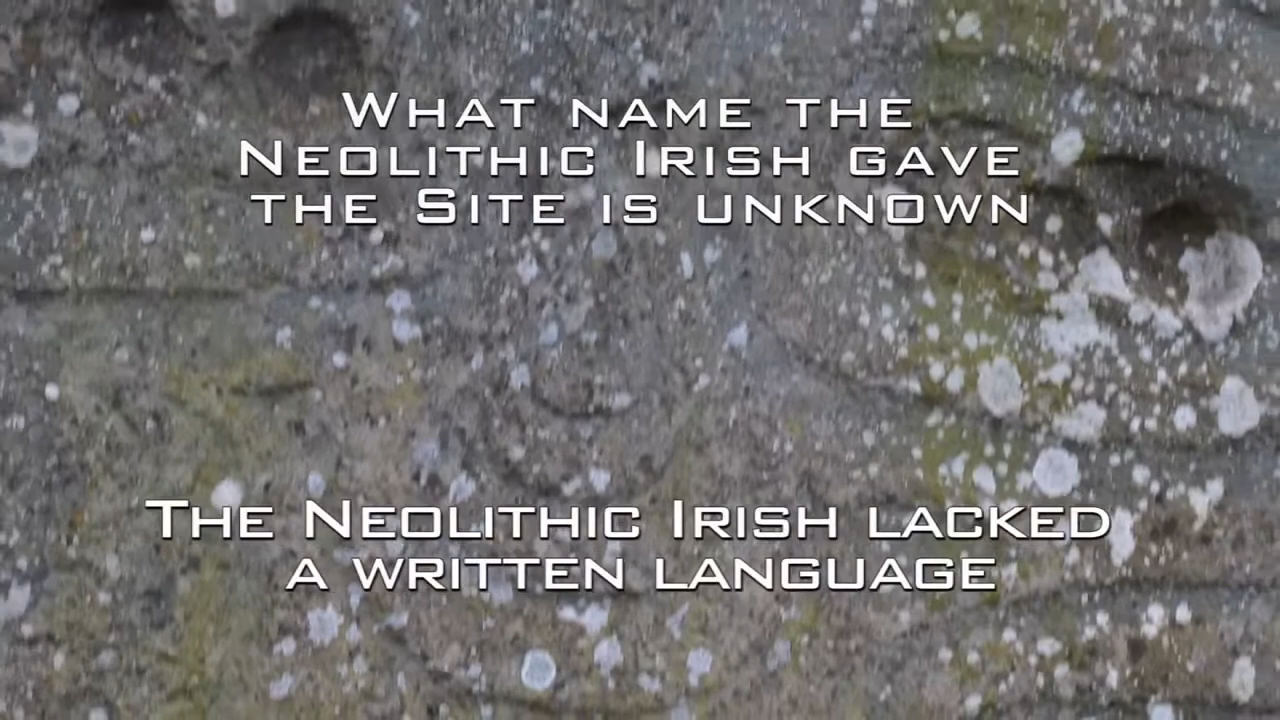 What name the
Neolithic Irish gave
the Site is unknown
The Neolithic Irish lacked
a written language